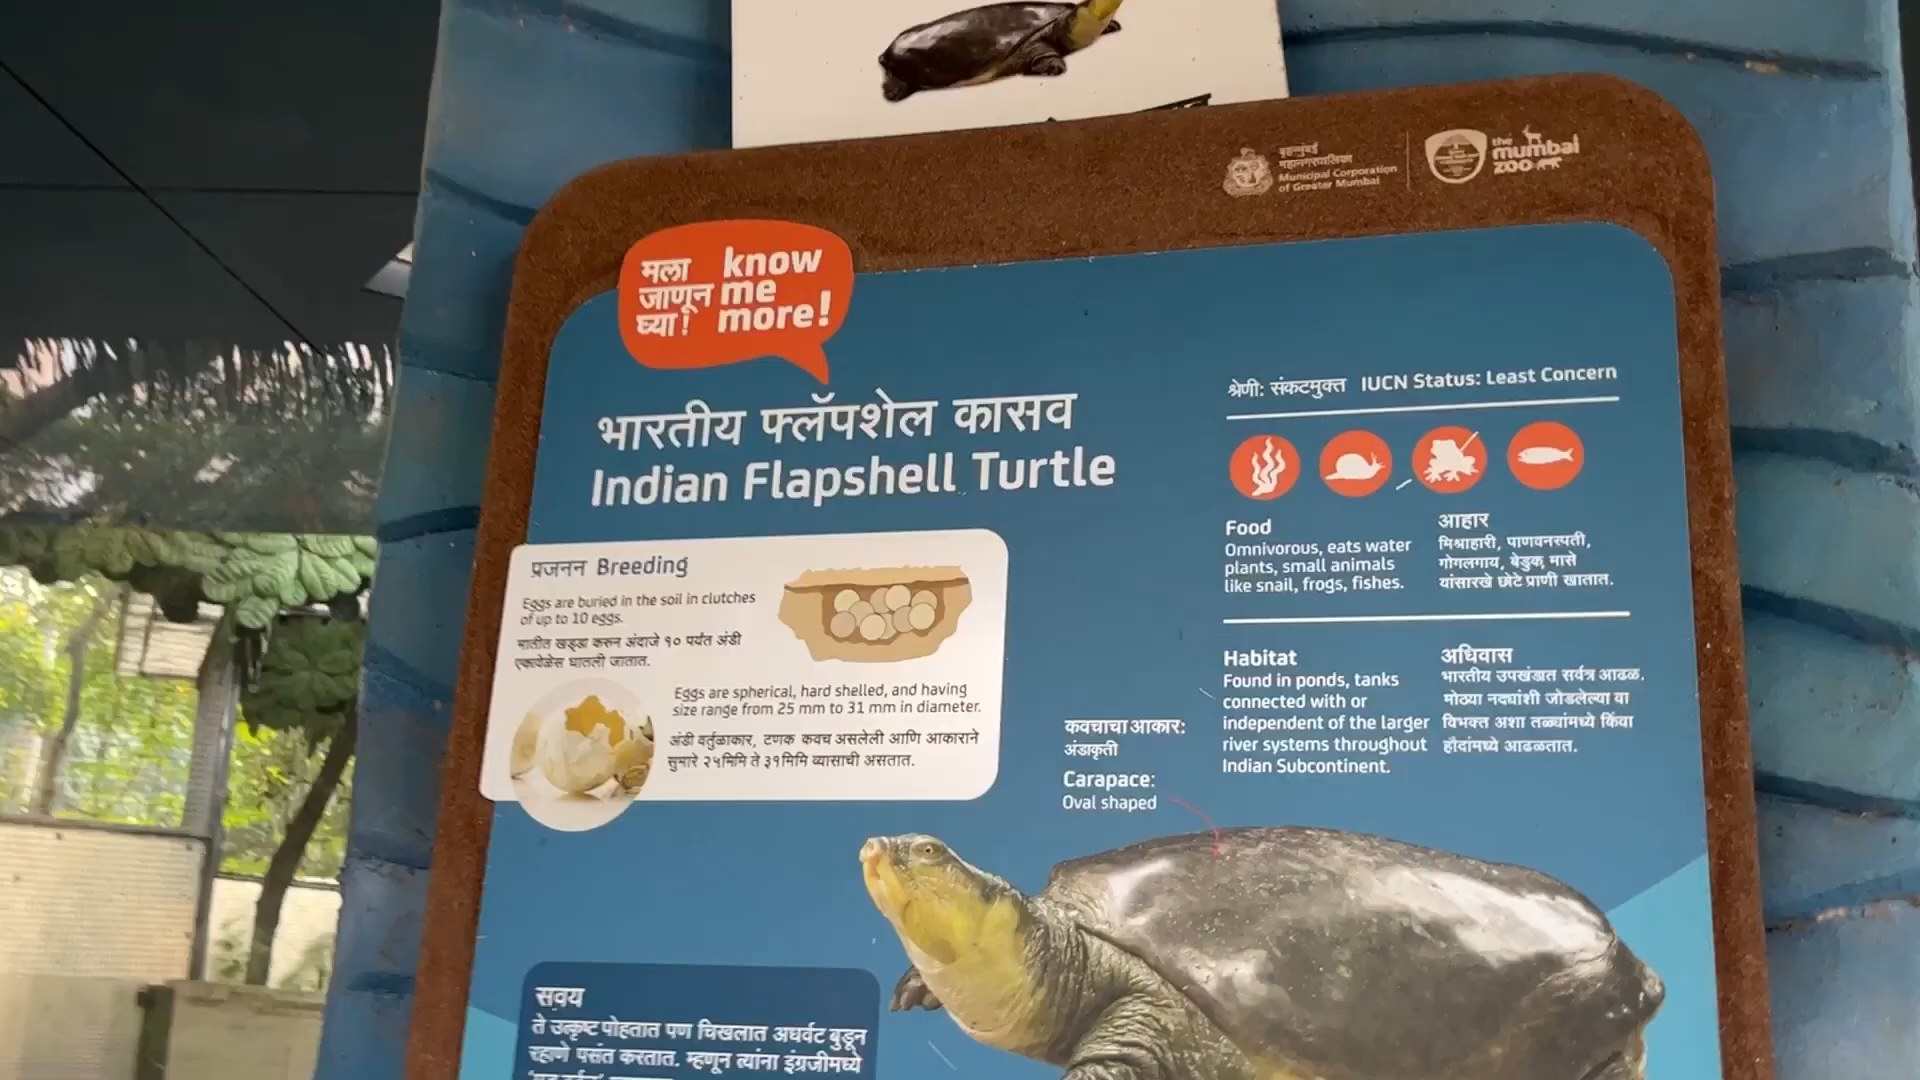 बृहन्मुंबई
महानगरपालिका
Municipal Corporation
of Greater Mumbai
the
mumbai
zoo
मला
जाणून
घ्या!
know
me
more!
भारतीय फ्लॅपशेल कासव
Indian Flapshell Turtle
श्रेणी: संकटमुक्त IUCN Status: Least Concern
प्रजनन Breeding
Eggs are buried in the soil in clutches
of up to 10 eggs.
मातीत खड्डा करून अंदाजे १० पर्यंत अंडी
एकावेळेस घातली जातात.
Eggs are spherical, hard shelled, and having
size range from 25 mm to 31 mm in diameter.
अंडी वर्तुळाकार, टणक कवच असलेली आणि आकाराने
सुमारे २५मिमि ते ३१मिमि व्यासाची असतात.
Food
Omnivorous, eats water
plants, small animals
like snail, frogs, fishes.
आहार
मिश्राहारी, पाणवनस्पती,
गोगलगाय, बेडुक, मासे
यांसारखे छोटे प्राणी खातात.
Habitat
Found in ponds, tanks
connected with or
independent of the larger
river systems throughout
Indian Subcontinent.
अधिवास
भारतीय उपखंडात सर्वत्र आढळ.
मोठ्या नद्यांशी जोडलेल्या वा
विभक्त अशा तळ्यांमध्ये किंवा
हौदांमध्ये आढळतात.
कवचाचा आकार:
अंडाकृती
Carapace:
Oval shaped
सवय
ते उत्कृष्ट पोहतात पण चिखलात अर्धवट बुडून
रहाणे पसंत करतात. म्हणून त्यांना इंग्रजीमध्ये